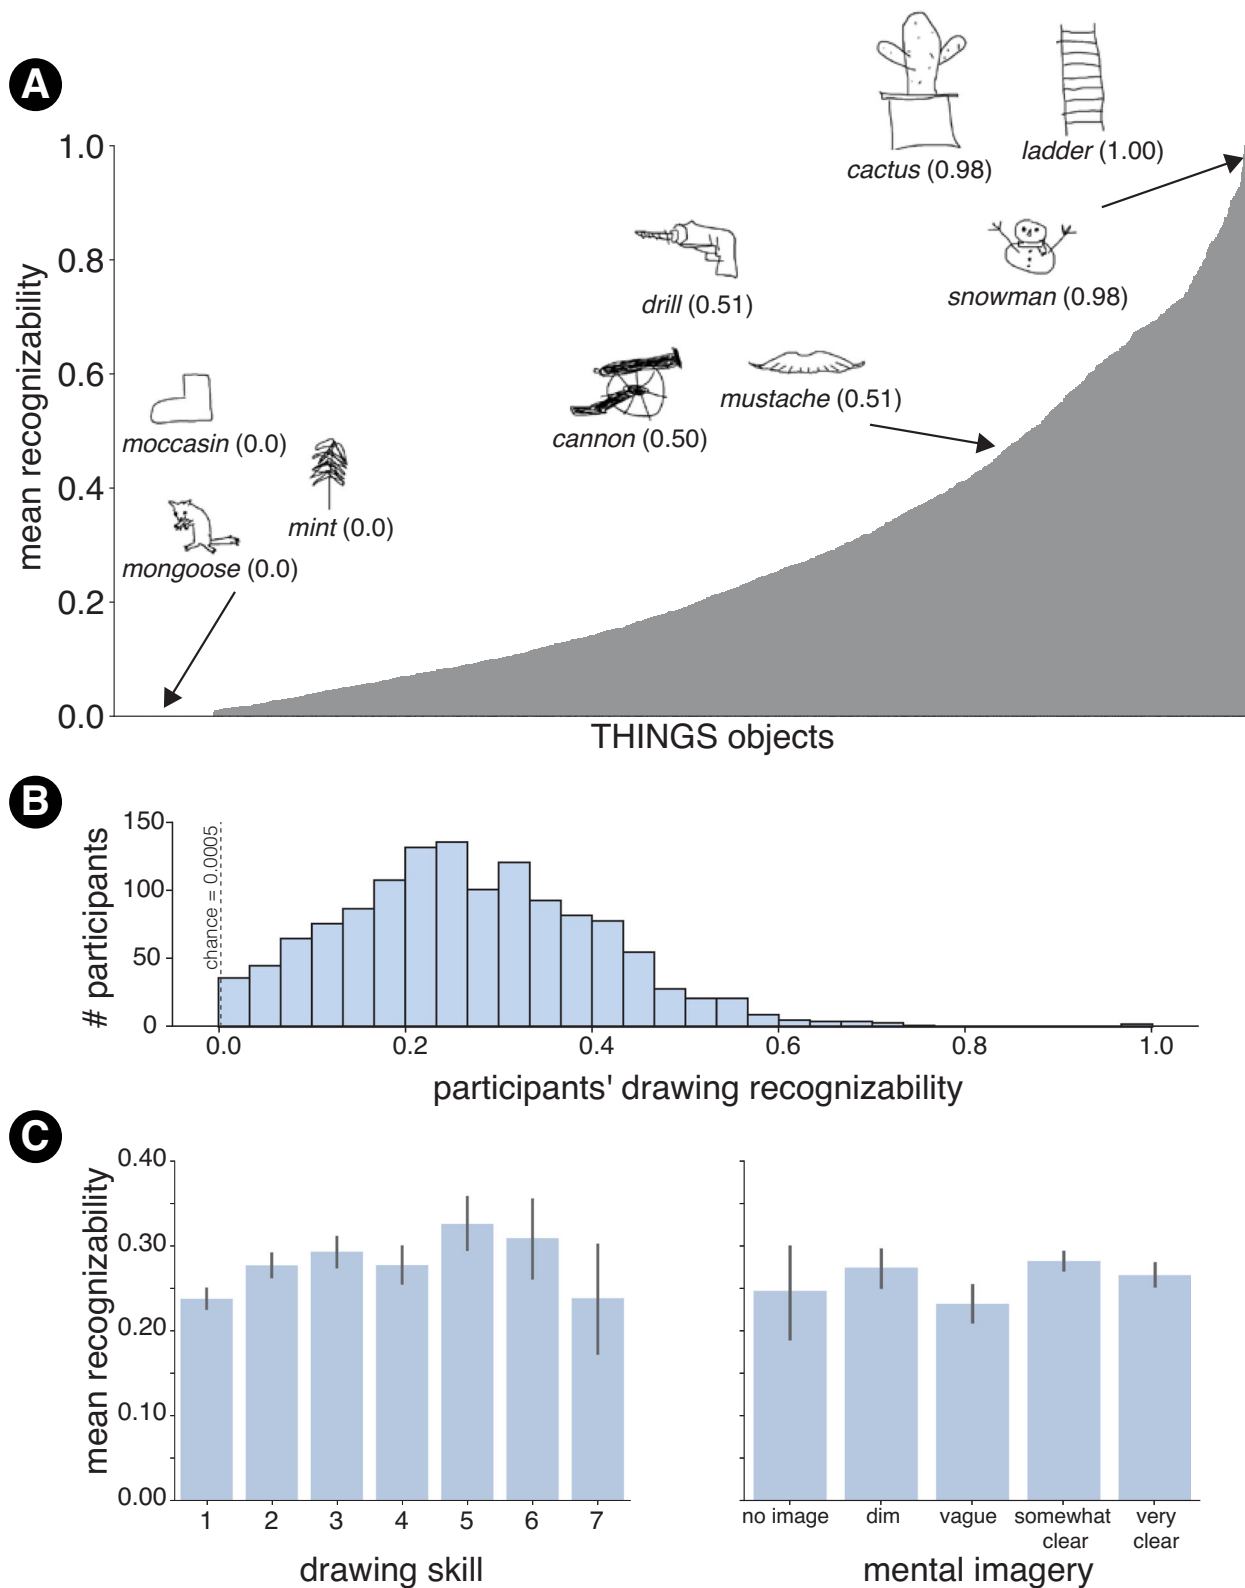 A
1.0
0.8
0.6
0.4
0.2
0.0
mean recognizability
cactus (0.98)
ladder (1.00)
snowman (0.98)
drill (0.51)
mustache (0.51)
cannon (0.50)
moccasin (0.0)
mint (0.0)
mongoose (0.0)
THINGS objects
B
150
100
50
0
# participants
chance = 0.0005
0.0 0.2 0.4 0.6 0.8 1.0
participants' drawing recognizability
C
0.40
0.30
0.20
0.10
0.00
mean recognizability
1 2 3 4 5 6 7
drawing skill
no image dim vague somewhat clear very clear
mental imagery